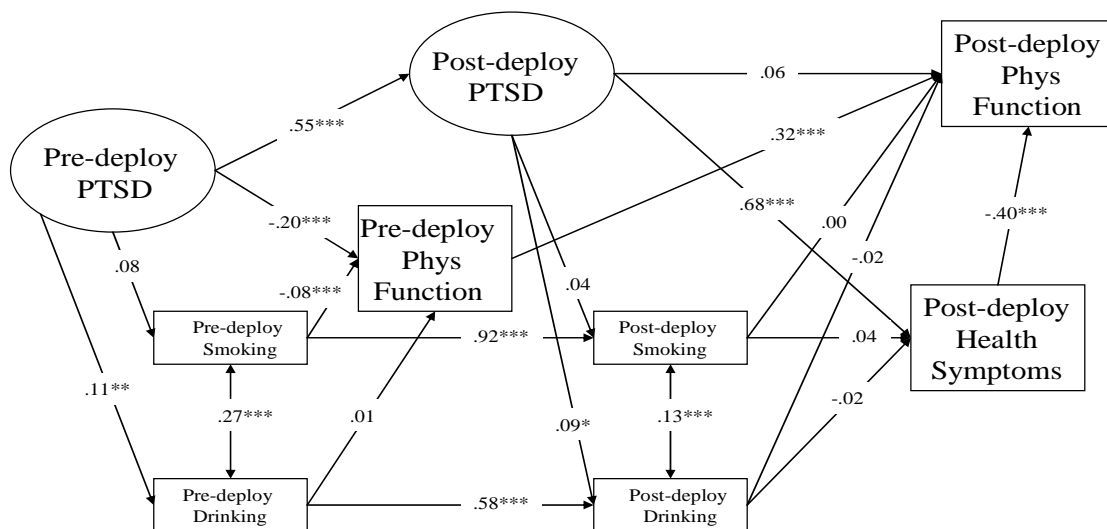 Post-deploy
Phys
Function
Post-deploy
PTSD
.06
.55***
.32***
Pre-deploy
PTSD
-.20***
.68***
Pre-deploy
Phys
Function
.00
-.40***
.08
-.02
-.08***
.04
Pre-deploy
Smoking
.92***
Post-deploy
Smoking
.04
Post-deploy
Health
Symptoms
.11**
.27***
.01
.09*
.13***
-.02
Pre-deploy
Drinking
.58***
Post-deploy
Drinking